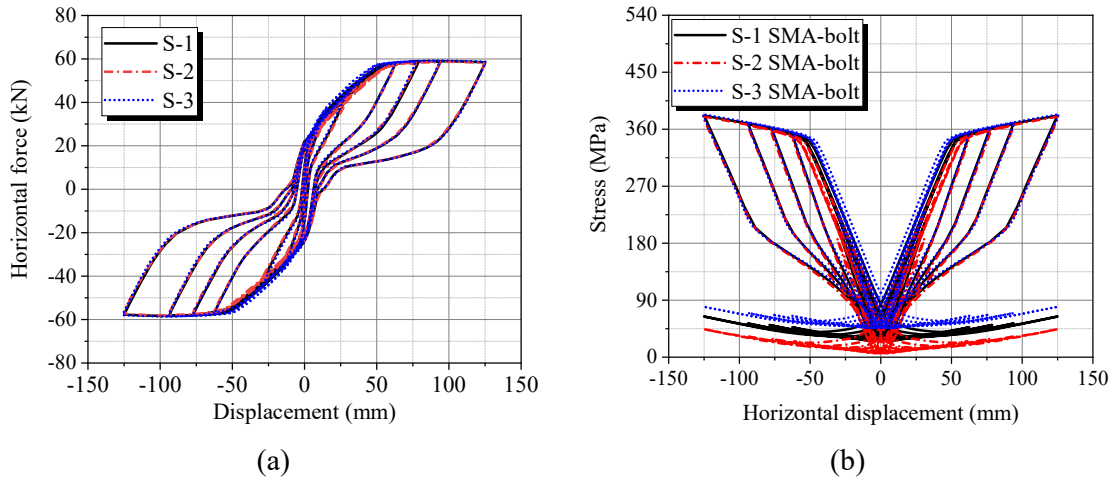 80
60
40
20
0
-20
-40
-60
-80
-150 -100 -50 0 50 100 150
Horizontal force (kN)
Displacement (mm)
S-1
S-2
S-3
(a)
540
450
360
270
180
90
0
-150 -100 -50 0 50 100 150
Stress (MPa)
Horizontal displacement (mm)
S-1 SMA-bolt
S-2 SMA-bolt
S-3 SMA-bolt
(b)